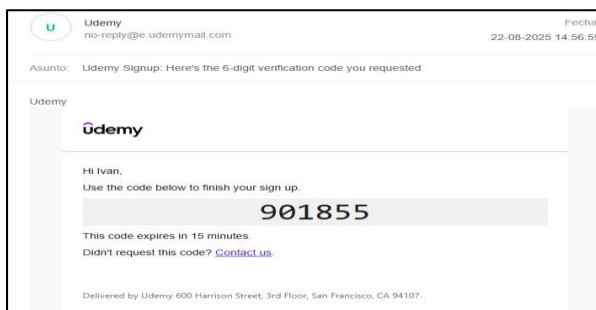 U
Udemy
Fecha
no-reply@e.udemymail.com
22-08-2025 14:56:59
Asunto: Udemy Signup: Here's the 6-digit verification code you requested
Udemy
ûdemy
Hi Ivan,
Use the code below to finish your sign up.
901855
This code expires in 15 minutes.
Didn't request this code? Contact us.
Delivered by Udemy 600 Harrison Street, 3rd Floor, San Francisco, CA 94107.